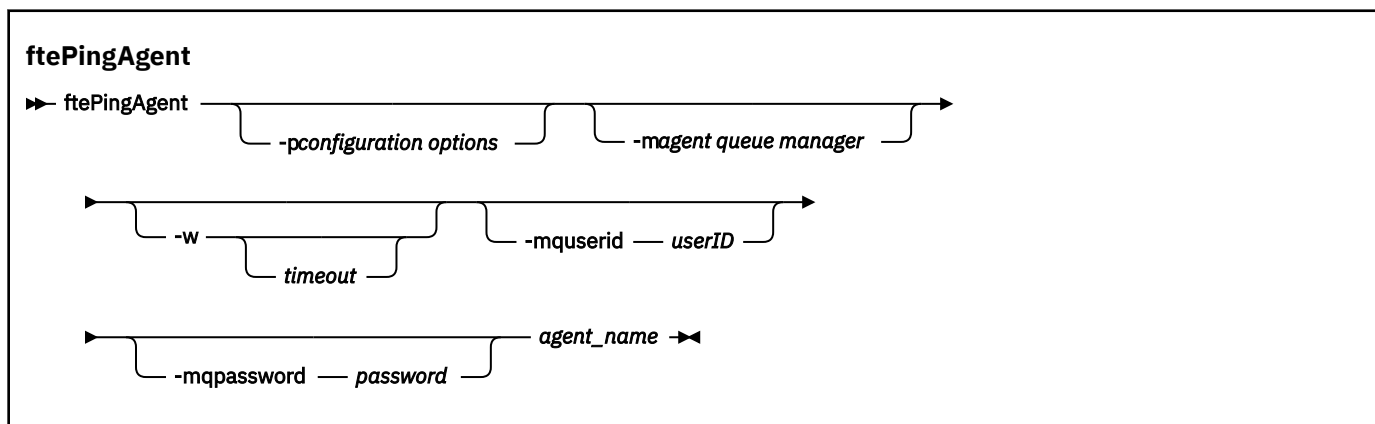 ftePingAgent
ftePingAgent
-pconfiguration options -magent queue manager
-w -mquserid userID
timeout
agent_name
-mqpassword password